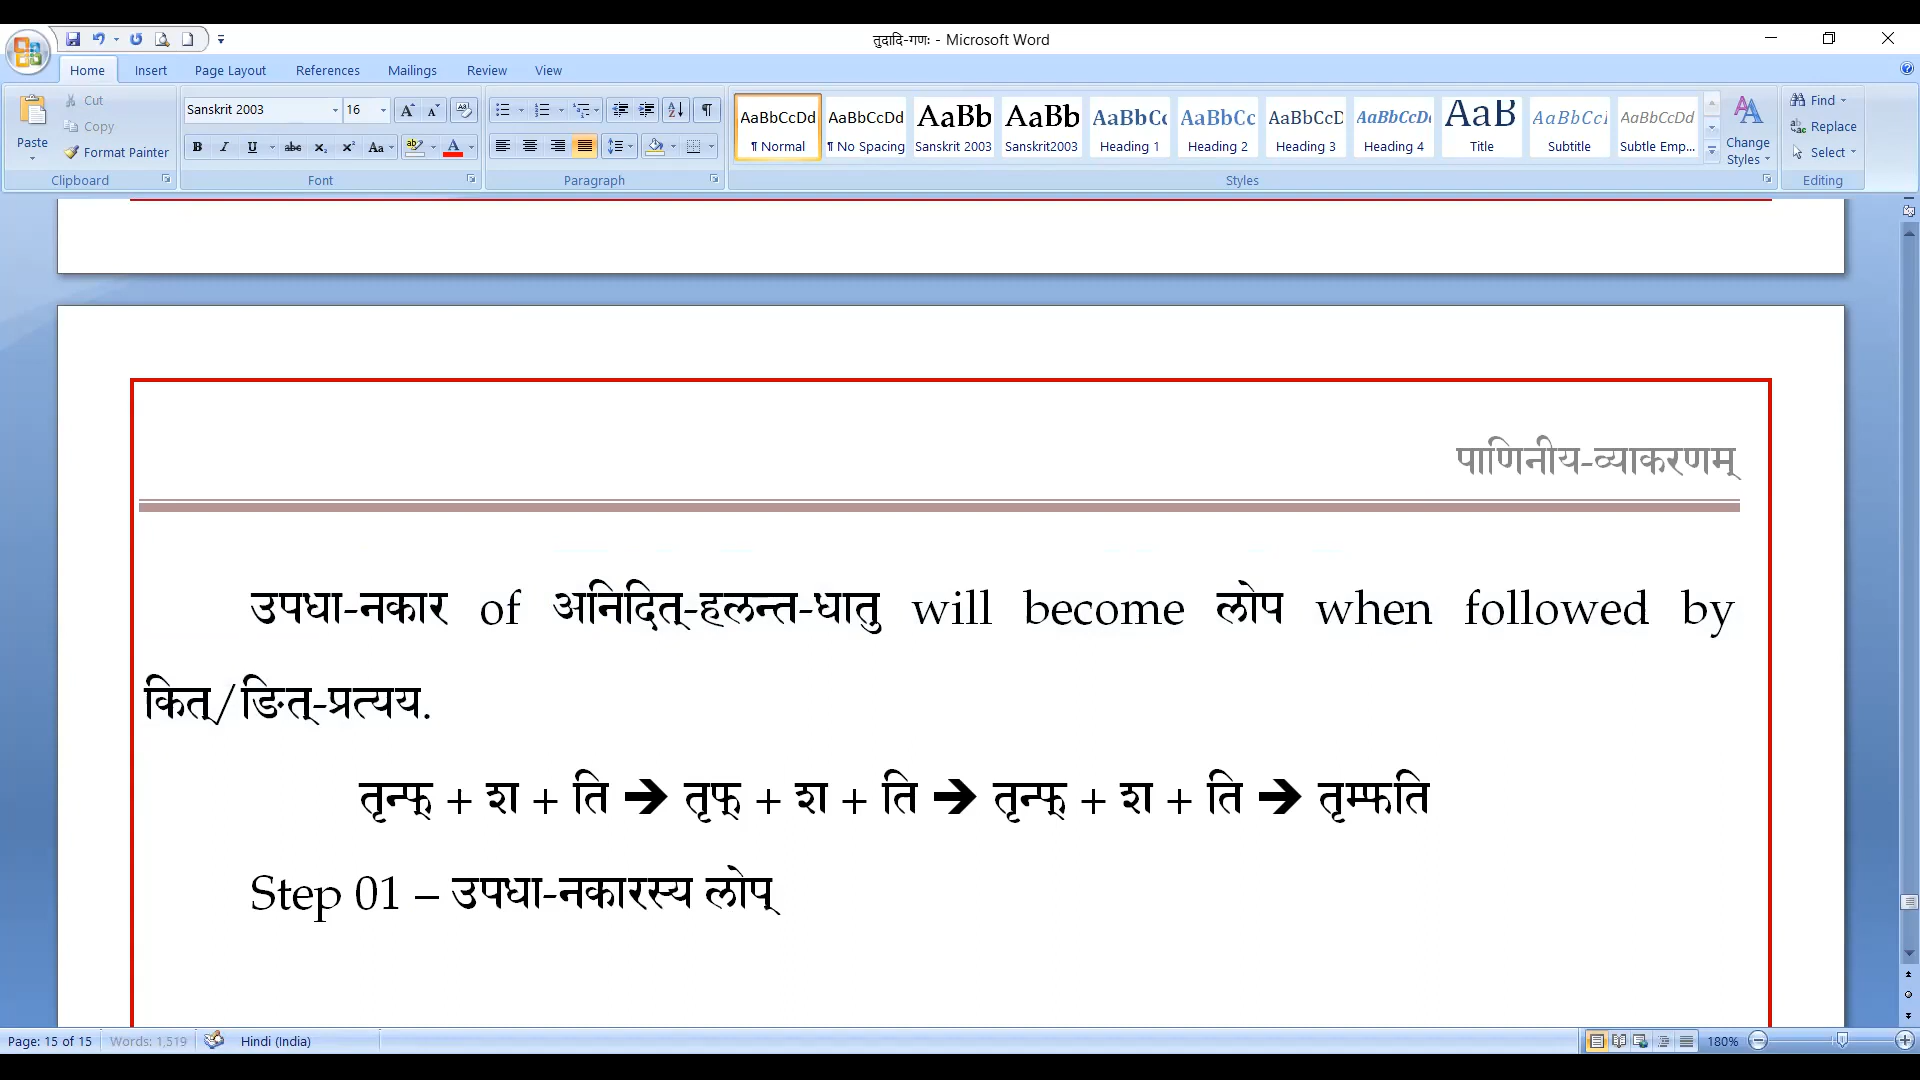 तुदादि-गणः - Microsoft Word
Home Insert Page Layout References Mailings Review View
Paste Cut Copy Format Painter Clipboard
Sanskrit 2003 16 Font
Paragraph
AaBbCcDd ¶ Normal
AaBbCcDd ¶ No Spacing
AaBb Sanskrit 2003
AaBb Sanskrit2003
AaBbCc Heading 1
AaBbCc Heading 2
AaBbCcD Heading 3
AaBbCcDc Heading 4
AaB Title
AaBbCcI Subtitle
AaBbCcDd Subtle Emp...
Change Styles
Styles
Find Replace Select Editing
पाणिनीय-व्याकरणम्
उपधा-नकार of अनिदित्-हलन्त-धातु will become लोप when followed by
कित्/ङित्-प्रत्यय.
तृन्फ् + श + ति ➔ तृफ् + श + ति ➔ तृन्फ् + श + ति ➔ तृम्फति
Step 01 – उपधा-नकारस्य लोप्
Page: 15 of 15 Words: 1,519 Hindi (India) 180%